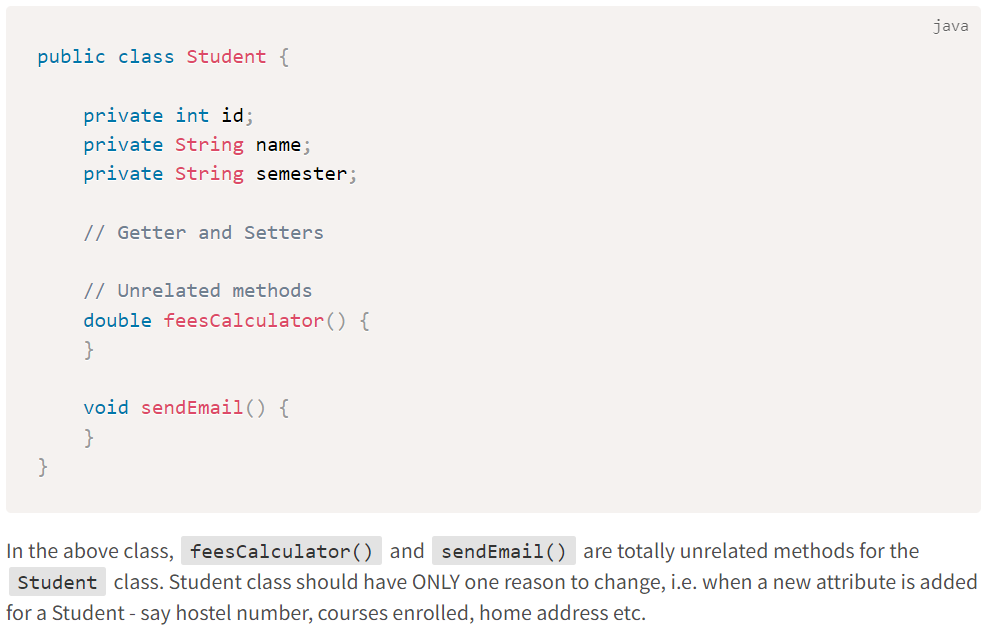 java
public class Student {
private int id;
private String name;
private String semester;
// Getter and Setters
// Unrelated methods
double feesCalculator() {
}
void sendEmail() {
}
}
In the above class, feesCalculator() and sendEmail() are totally unrelated methods for the
Student class. Student class should have ONLY one reason to change, i.e. when a new attribute is added
for a Student - say hostel number, courses enrolled, home address etc.